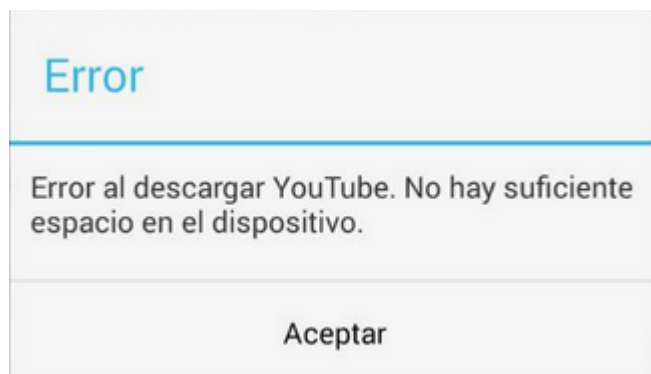 Error
Error al descargar YouTube. No hay suficiente
espacio en el dispositivo.
Aceptar